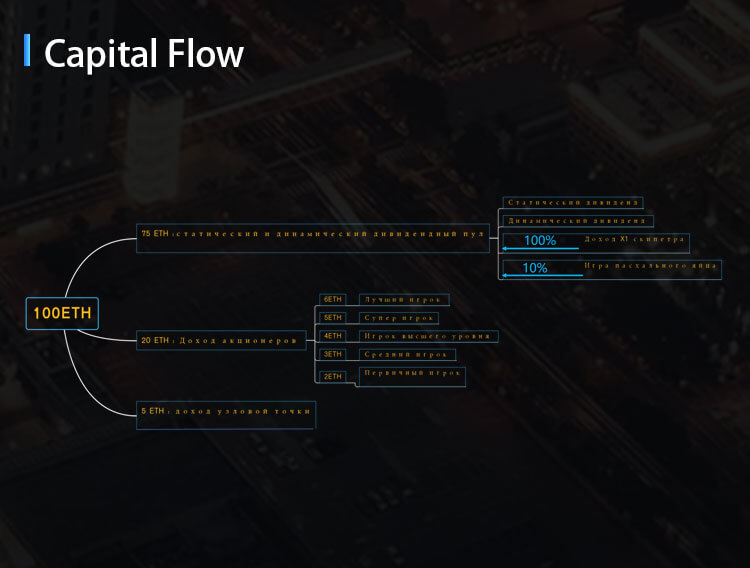 Capital Flow
100ETH
75 ETH : статический и динамический дивидендный пул
Статический дивиденд
Динамический дивиденд
100% Доход X1 скипетра
10% Игра пасхального яйца
20 ETH : Доход акционеров
6ETH Лучший игрок
5ETH Супер игрок
4ETH Игрок высшего уровня
3ETH Средний игрок
2ETH Первичный игрок
5 ETH : доход узловой точки